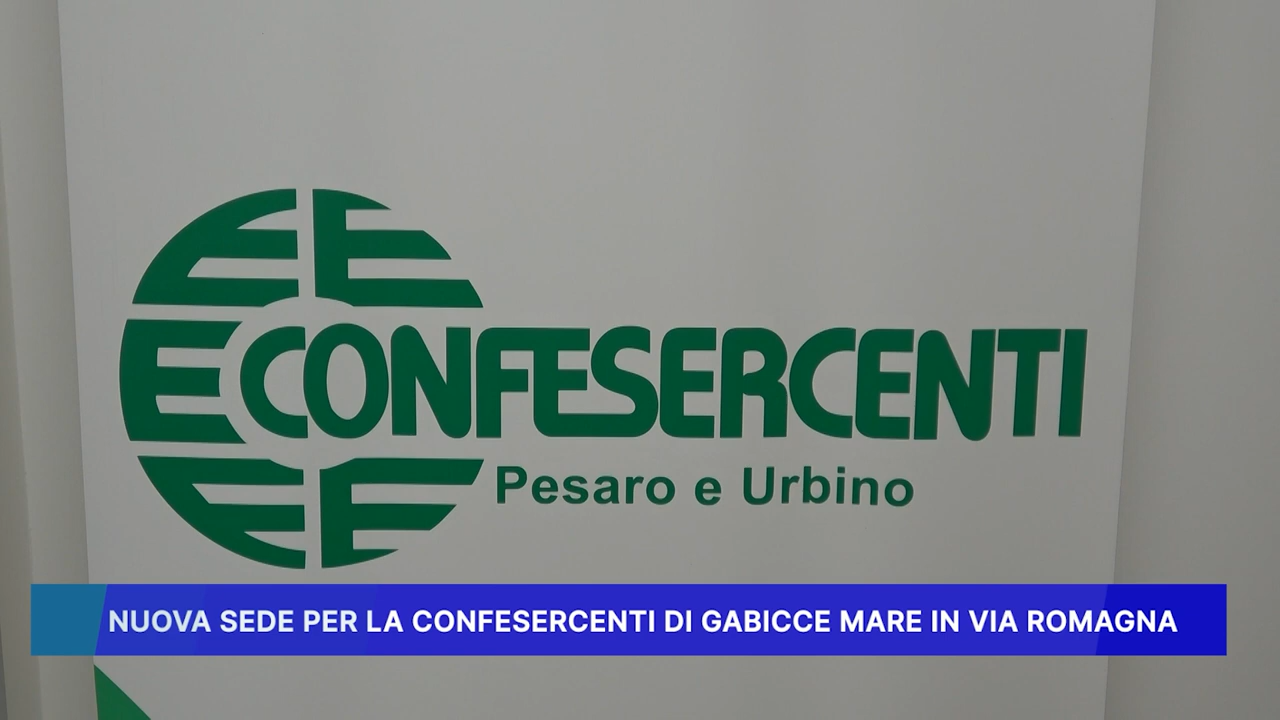 CONFESERCENTI
Pesaro e Urbino
NUOVA SEDE PER LA CONFESERCENTI DI GABICCE MARE IN VIA ROMAGNA